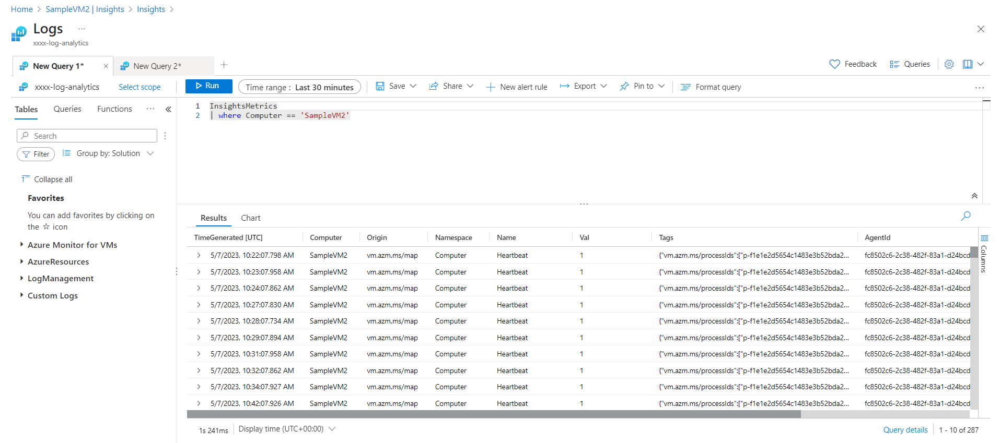 Home > SampleVM2 | Insights > Insights >
Logs ...
xxxx-log-analytics
New Query 1* × New Query 2* +
Feedback Queries
xxxx-log-analytics Select scope Run Time range : Last 30 minutes Save Share New alert rule Export Pin to Format query ...
Tables Queries Functions ... «
1 InsightsMetrics
2 | where Computer == 'SampleVM2'
Search
Filter Group by: Solution
Collapse all
Favorites
You can add favorites by clicking on
the ☆ icon
Azure Monitor for VMs
AzureResources
LogManagement
Custom Logs
Results Chart
TimeGenerated [UTC] Computer Origin Namespace Name Val Tags AgentId
5/7/2023, 10:22:07.798 AM SampleVM2 vm.azm.ms/map Computer Heartbeat 1 {"vm.azm.ms/processIds":["p-f1e1e2d5654c1483e3b52bda2... fc8502c6-2c38-482f-83a1-d24bcd
5/7/2023, 10:23:07.958 AM SampleVM2 vm.azm.ms/map Computer Heartbeat 1 {"vm.azm.ms/processIds":["p-f1e1e2d5654c1483e3b52bda2... fc8502c6-2c38-482f-83a1-d24bcd
5/7/2023, 10:24:07.862 AM SampleVM2 vm.azm.ms/map Computer Heartbeat 1 {"vm.azm.ms/processIds":["p-f1e1e2d5654c1483e3b52bda2... fc8502c6-2c38-482f-83a1-d24bcd
5/7/2023, 10:27:07.830 AM SampleVM2 vm.azm.ms/map Computer Heartbeat 1 {"vm.azm.ms/processIds":["p-f1e1e2d5654c1483e3b52bda2... fc8502c6-2c38-482f-83a1-d24bcd
5/7/2023, 10:28:07.734 AM SampleVM2 vm.azm.ms/map Computer Heartbeat 1 {"vm.azm.ms/processIds":["p-f1e1e2d5654c1483e3b52bda2... fc8502c6-2c38-482f-83a1-d24bcd
5/7/2023, 10:29:07.894 AM SampleVM2 vm.azm.ms/map Computer Heartbeat 1 {"vm.azm.ms/processIds":["p-f1e1e2d5654c1483e3b52bda2... fc8502c6-2c38-482f-83a1-d24bcd
5/7/2023, 10:31:07.958 AM SampleVM2 vm.azm.ms/map Computer Heartbeat 1 {"vm.azm.ms/processIds":["p-f1e1e2d5654c1483e3b52bda2... fc8502c6-2c38-482f-83a1-d24bcd
5/7/2023, 10:32:07.862 AM SampleVM2 vm.azm.ms/map Computer Heartbeat 1 {"vm.azm.ms/processIds":["p-f1e1e2d5654c1483e3b52bda2... fc8502c6-2c38-482f-83a1-d24bcd
5/7/2023, 10:34:07.927 AM SampleVM2 vm.azm.ms/map Computer Heartbeat 1 {"vm.azm.ms/processIds":["p-f1e1e2d5654c1483e3b52bda2... fc8502c6-2c38-482f-83a1-d24bcd
5/7/2023, 10:42:07.926 AM SampleVM2 vm.azm.ms/map Computer Heartbeat 1 {"vm.azm.ms/processIds":["p-f1e1e2d5654c1483e3b52bda2... fc8502c6-2c38-482f-83a1-d24bcd
Columns
1s 241ms Display time (UTC+00:00) Query details 1 - 10 of 287